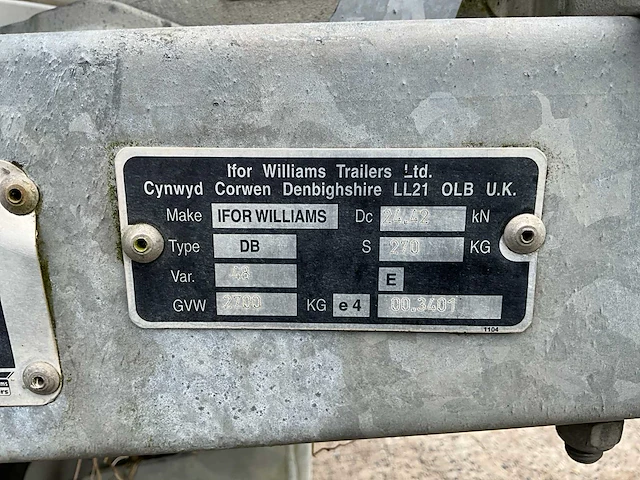 Ifor Williams Trailers Ltd.
Cynwyd Corwen Denbighshire LL21 OLB U.K.
Make IFOR WILLIAMS Dc 24.42 kN
Type DB S 270 KG
Var. E
GVW 2700 KG e4 00.3401
1104